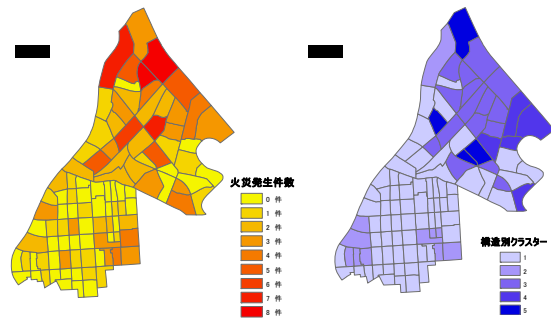 火災発生件数
0 件
1 件
2 件
3 件
4 件
5 件
6 件
7 件
8 件
構造別クラスター
1
2
3
4
5